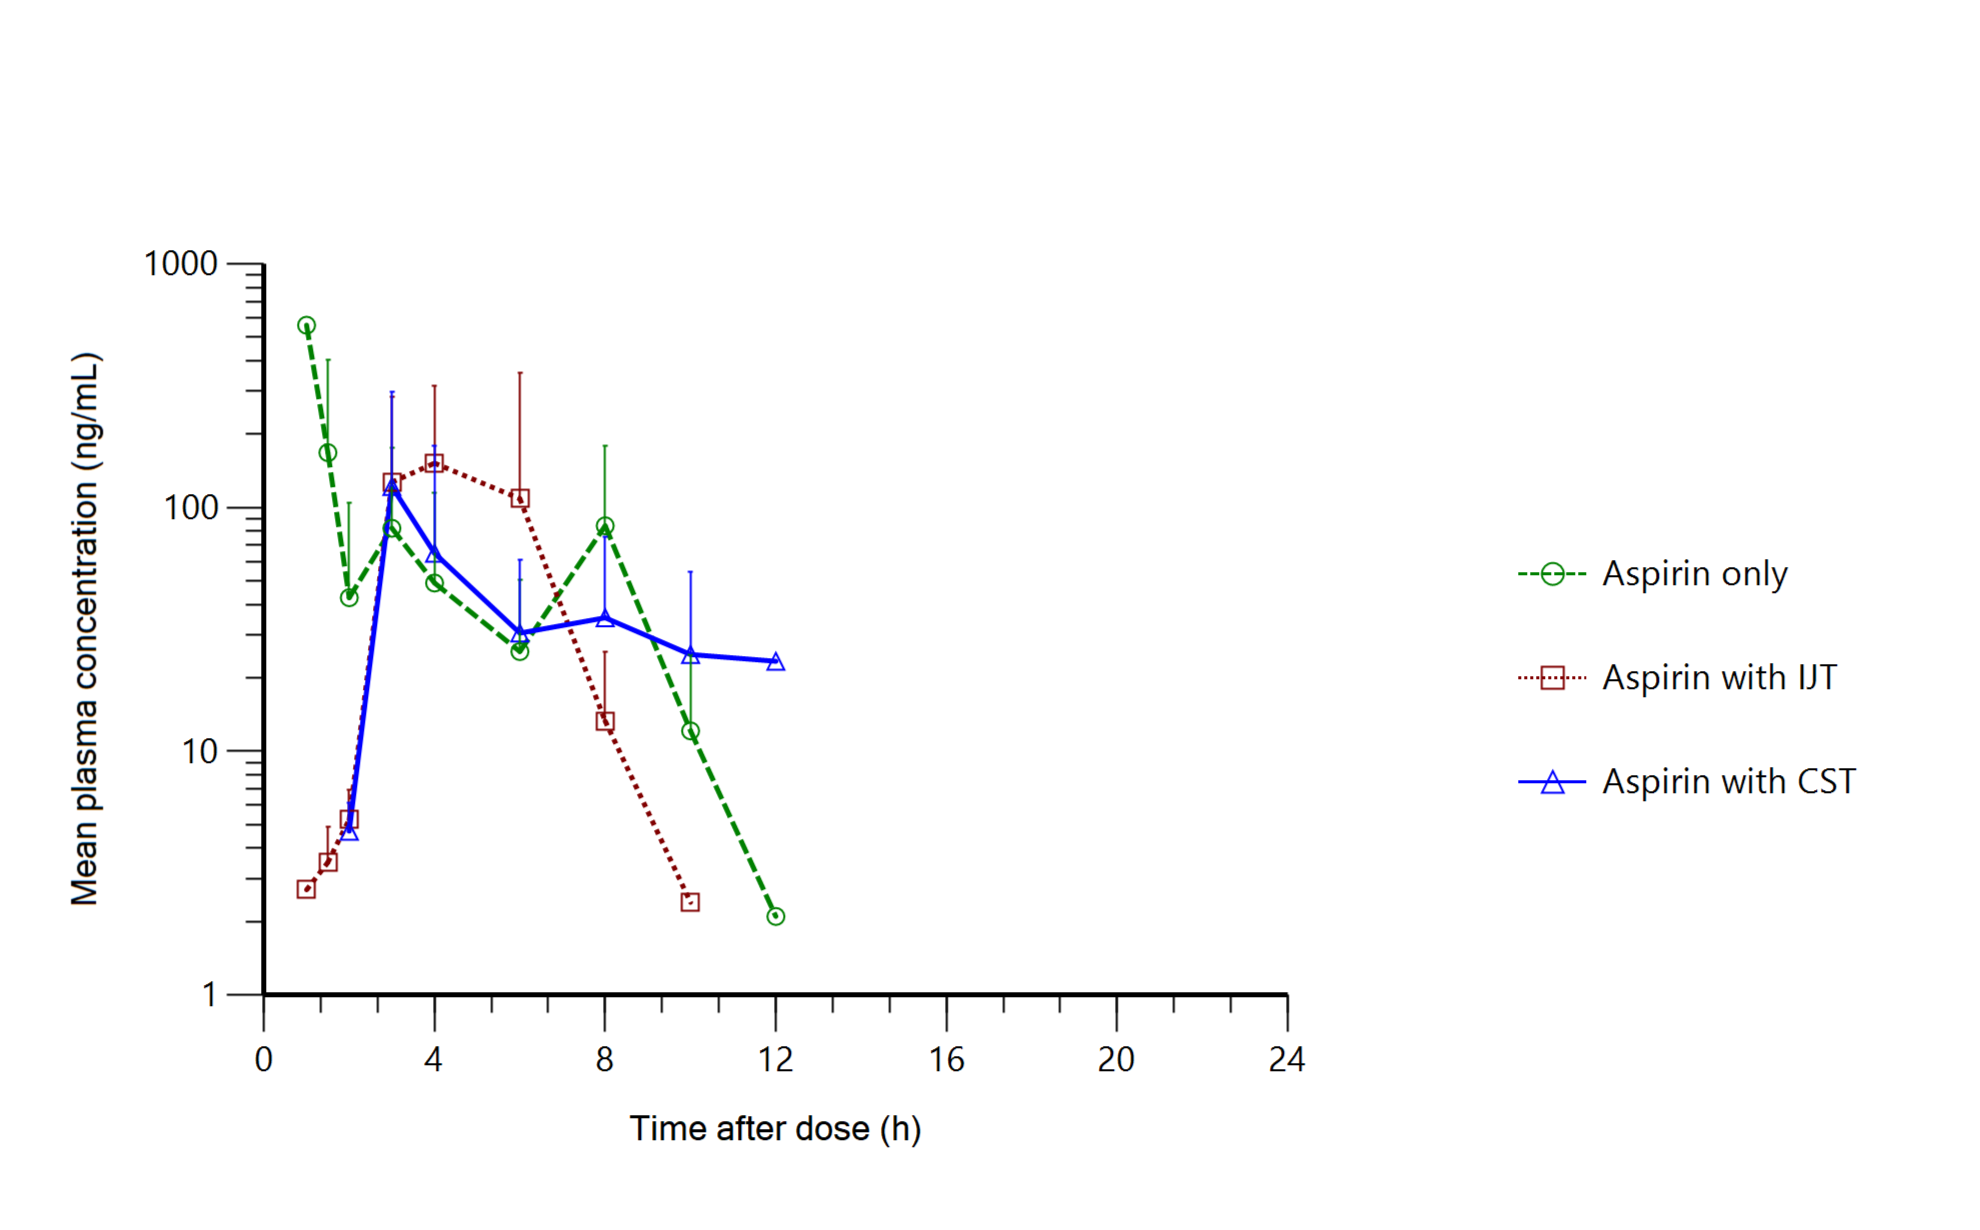 1000
100
10
1
Mean plasma concentration (ng/mL)
0 4 8 12 16 20 24
Time after dose (h)
Aspirin only
Aspirin with IJT
Aspirin with CST